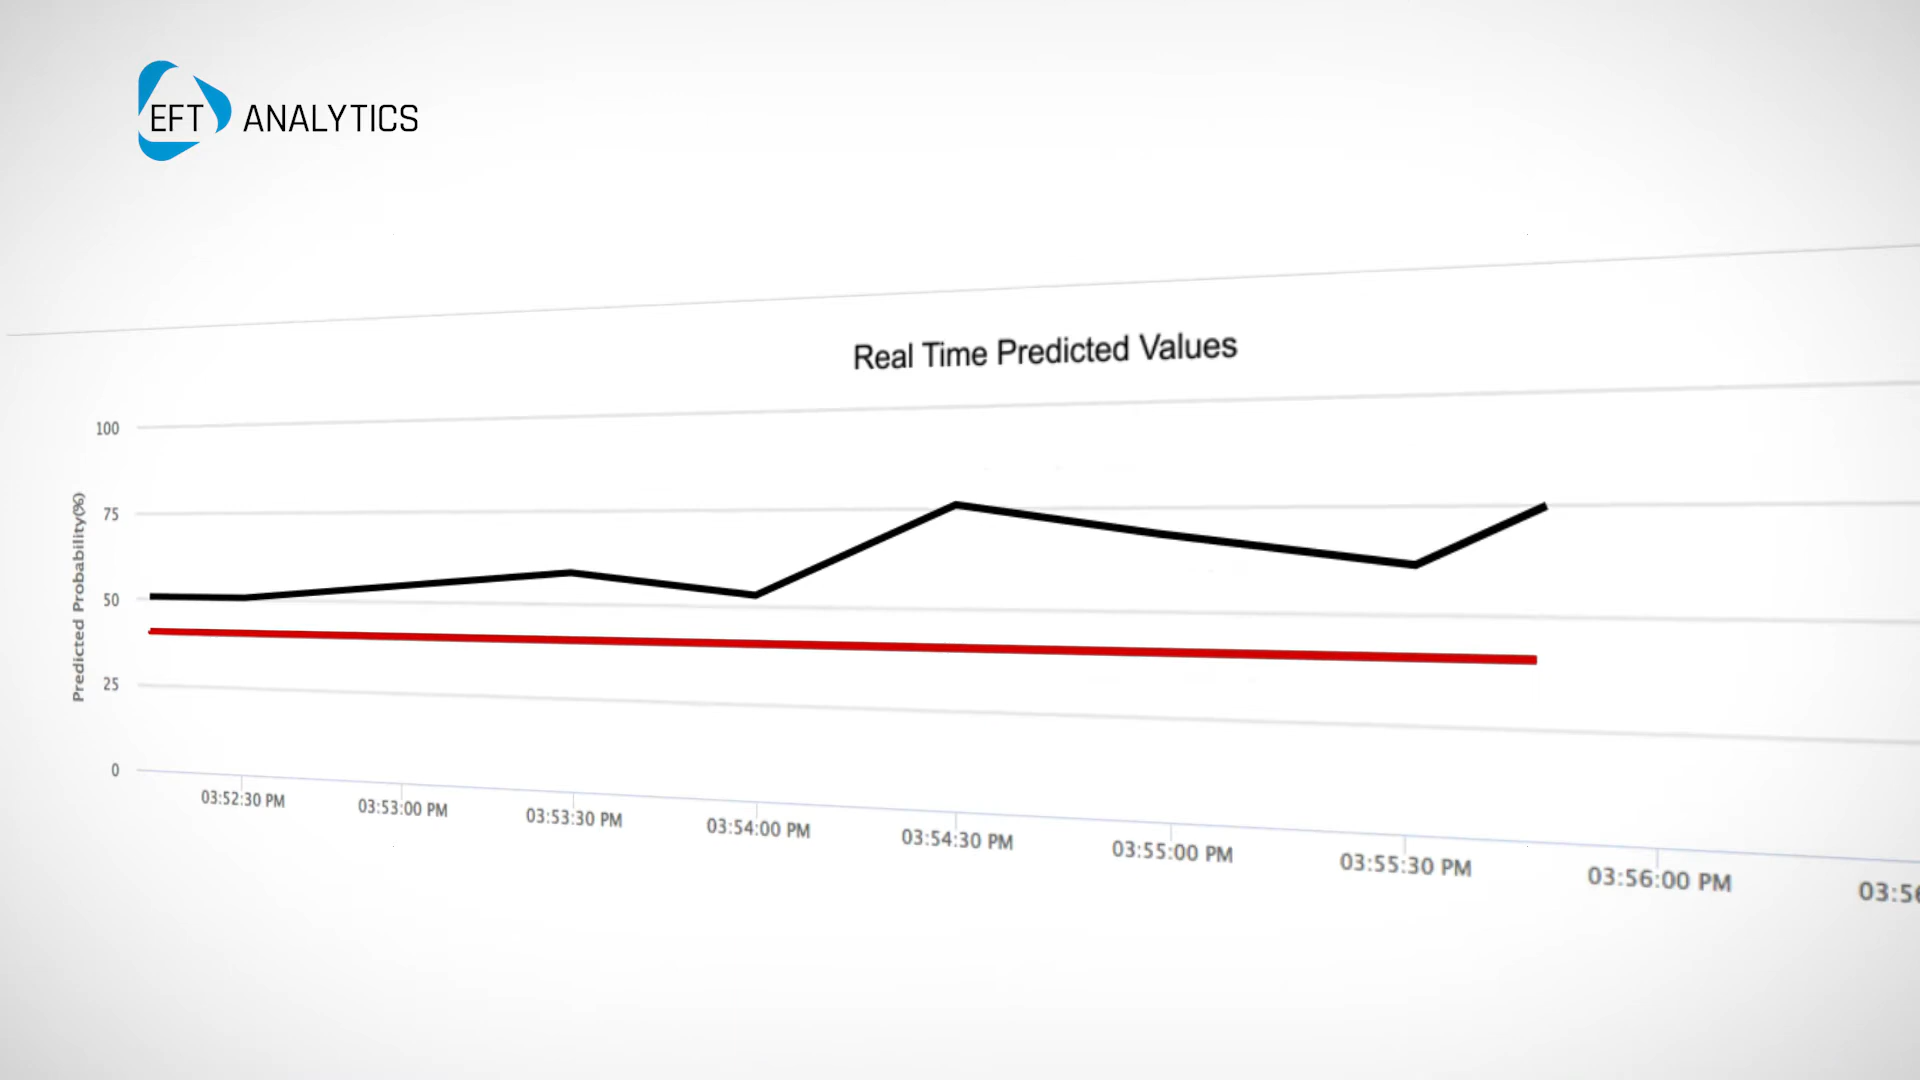 EFT ANALYTICS
Real Time Predicted Values
Predicted Probability(%)
100
75
50
25
0
03:52:30 PM
03:53:00 PM
03:53:30 PM
03:54:00 PM
03:54:30 PM
03:55:00 PM
03:55:30 PM
03:56:00 PM
03:56